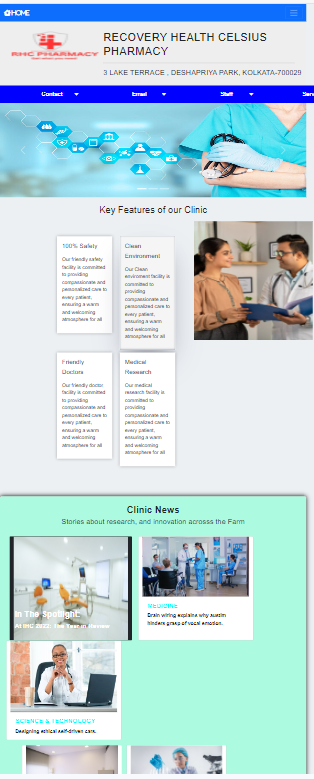 HOME
RECOVERY HEALTH CELSIUS
PHARMACY
RHC PHARMACY
3 LAKE TERRACE , DESHAPRIYA PARK, KOLKATA-700029
Contact Email Staff Serv
Key Features of our Clinic
100% Safety
Our friendly safety
facility is committed
to providing
compassionate and
personalized care to
every patient,
ensuring a warm
and welcoming
atmosphere for all
Clean
Environment
Our Clean
enviroment facility is
committed to
providing
compassionate and
personalized care to
every patient,
ensuring a warm
and welcoming
atmosphere for all
Friendly
Doctors
Our friendly doctor
facility is committed
to providing
compassionate and
personalized care to
every patient,
ensuring a warm
and welcoming
atmosphere for all
Medical
Research
Our medical
research facility is
committed to
providing
compassionate and
personalized care to
every patient,
ensuring a warm
and welcoming
atmosphere for all
Clinic News
Stories about research, and innovation acrosss the Farm
In The Spotlight:
At RHC 2022: The Year in Review
MEDICINE
Brain wiring explains why autism
hinders grasp of vocal emotion.
SCIENCE & TECHNOLOGY
Designing ethical self-driven cars.